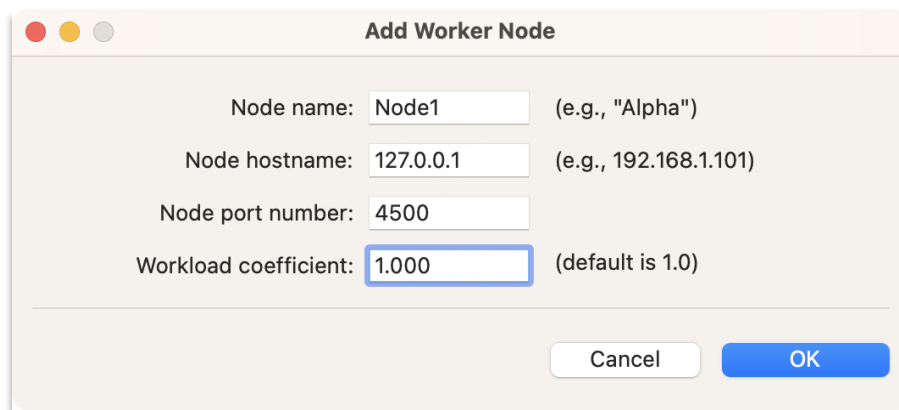 Add Worker Node
Node name: Node1 (e.g., "Alpha")
Node hostname: 127.0.0.1 (e.g., 192.168.1.101)
Node port number: 4500
Workload coefficient: 1.000 (default is 1.0)
Cancel OK